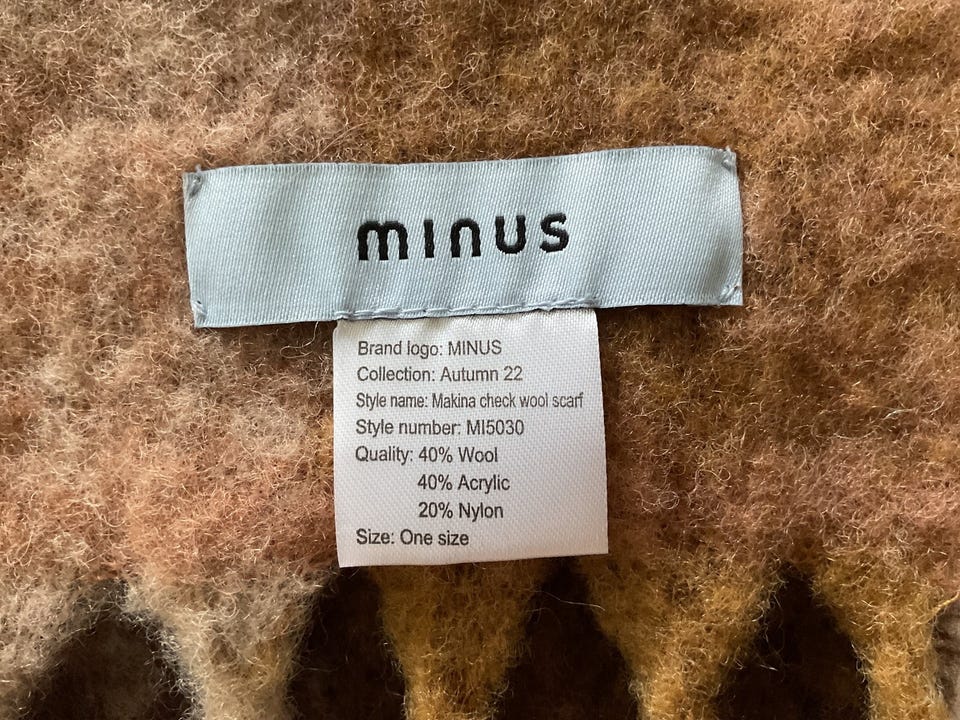 minus
Brand logo: MINUS
Collection: Autumn 22
Style name: Makina check wool scarf
Style number: MI5030
Quality: 40% Wool
40% Acrylic
20% Nylon
Size: One size